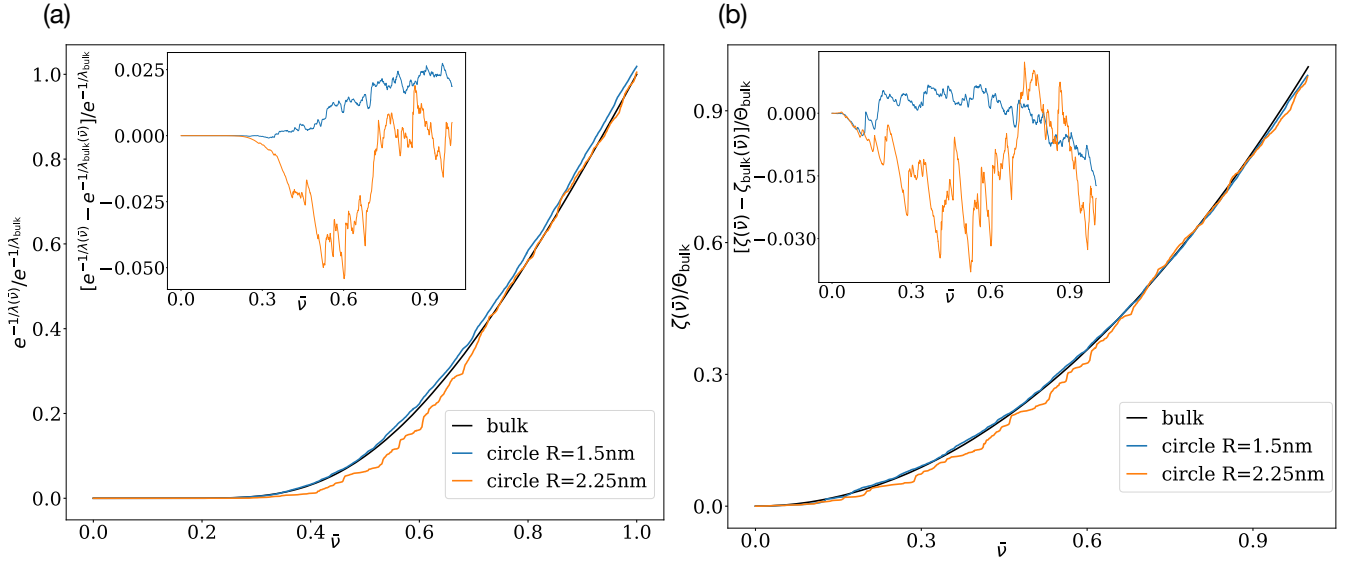 (a)
e^{-1/λ(ν̄)}/e^{-1/λ_bulk}
1.0
0.8
0.6
0.4
0.2
0.0
0.0 0.2 0.4 0.6 0.8 1.0
ν̄
[e^{-1/λ(ν̄)} − e^{-1/λ_bulk(ν̄)}]/e^{-1/λ_bulk}
0.025
0.000
−0.025
−0.050
0.0 0.3 0.6 0.9
ν̄
bulk
circle R=1.5nm
circle R=2.25nm
(b)
ζ(ν̄)/Θ_bulk
0.9
0.6
0.3
0.0
0.0 0.3 0.6 0.9
ν̄
[ζ(ν̄) − ζ_bulk(ν̄)]/Θ_bulk
0.000
−0.015
−0.030
0.0 0.3 0.6 0.9
ν̄
bulk
circle R=1.5nm
circle R=2.25nm